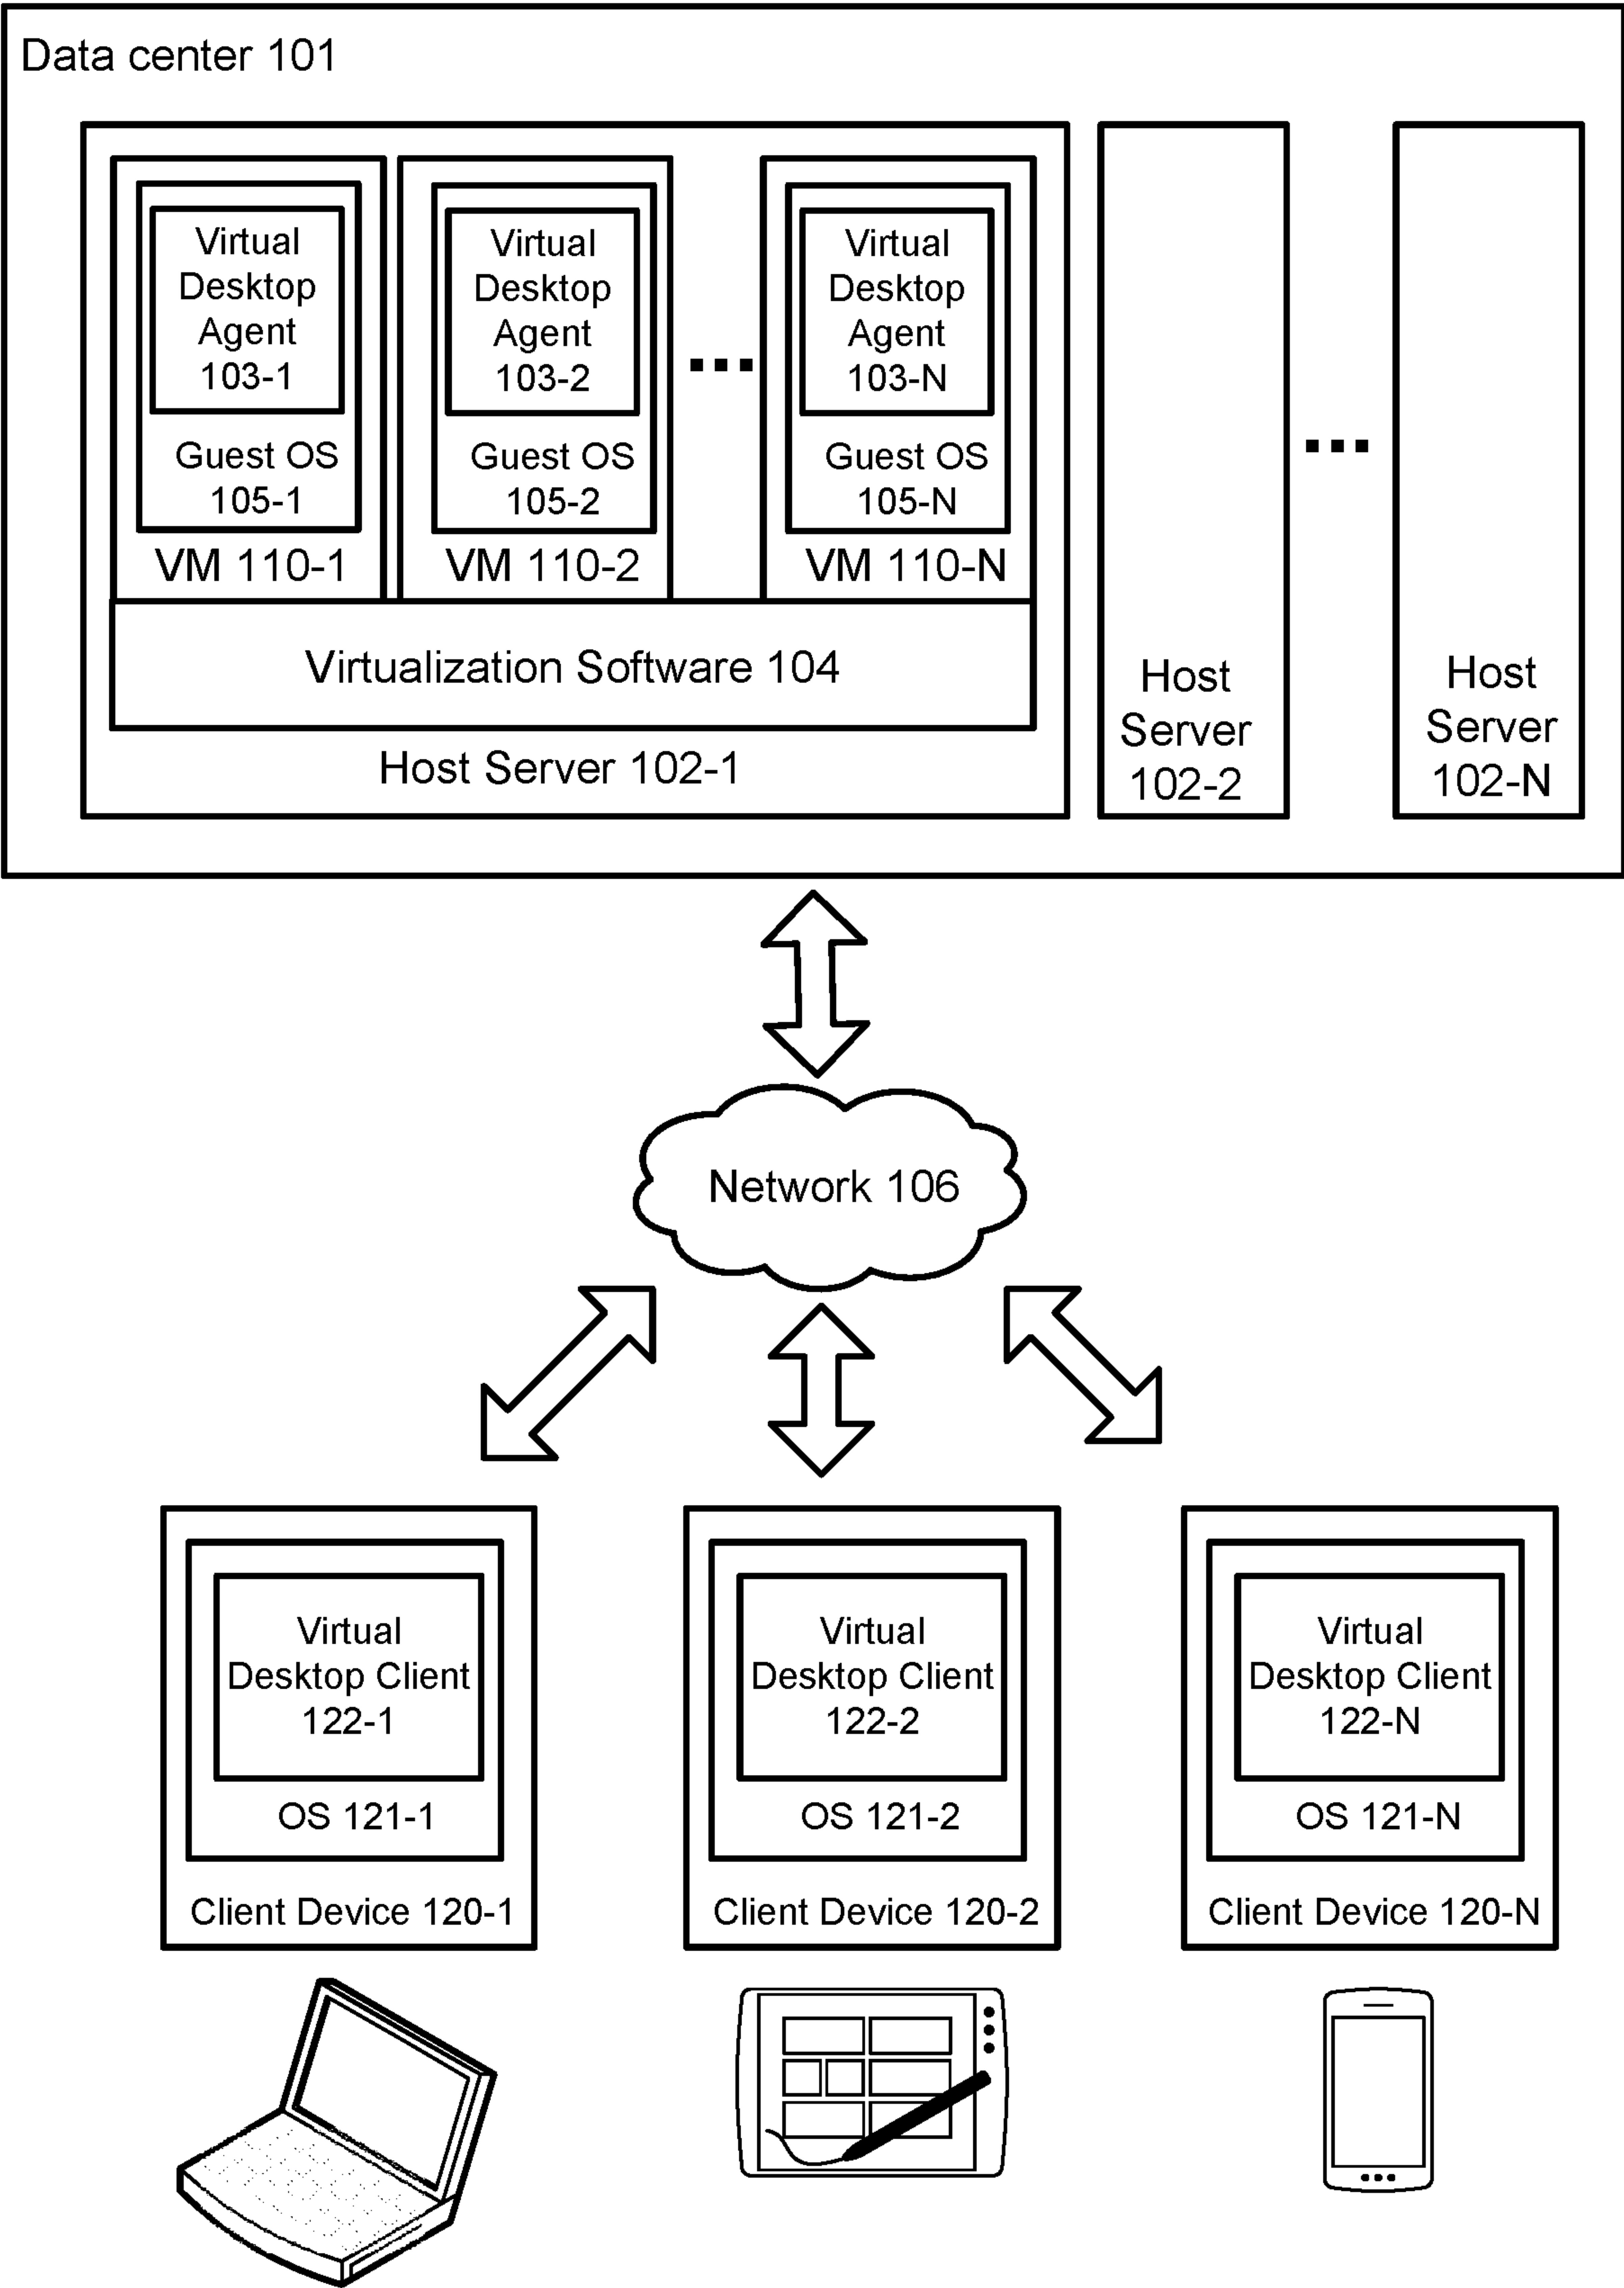 Data center 101
Virtual
Desktop
Agent
103-1
Guest OS
105-1
VM 110-1
Virtual
Desktop
Agent
103-2
Guest OS
105-2
VM 110-2
Virtual
Desktop
Agent
103-N
Guest OS
105-N
VM 110-N
Virtualization Software 104
Host Server 102-1
Host
Server
102-2
Host
Server
102-N
Network 106
Virtual
Desktop Client
122-1
OS 121-1
Client Device 120-1
Virtual
Desktop Client
122-2
OS 121-2
Client Device 120-2
Virtual
Desktop Client
122-N
OS 121-N
Client Device 120-N